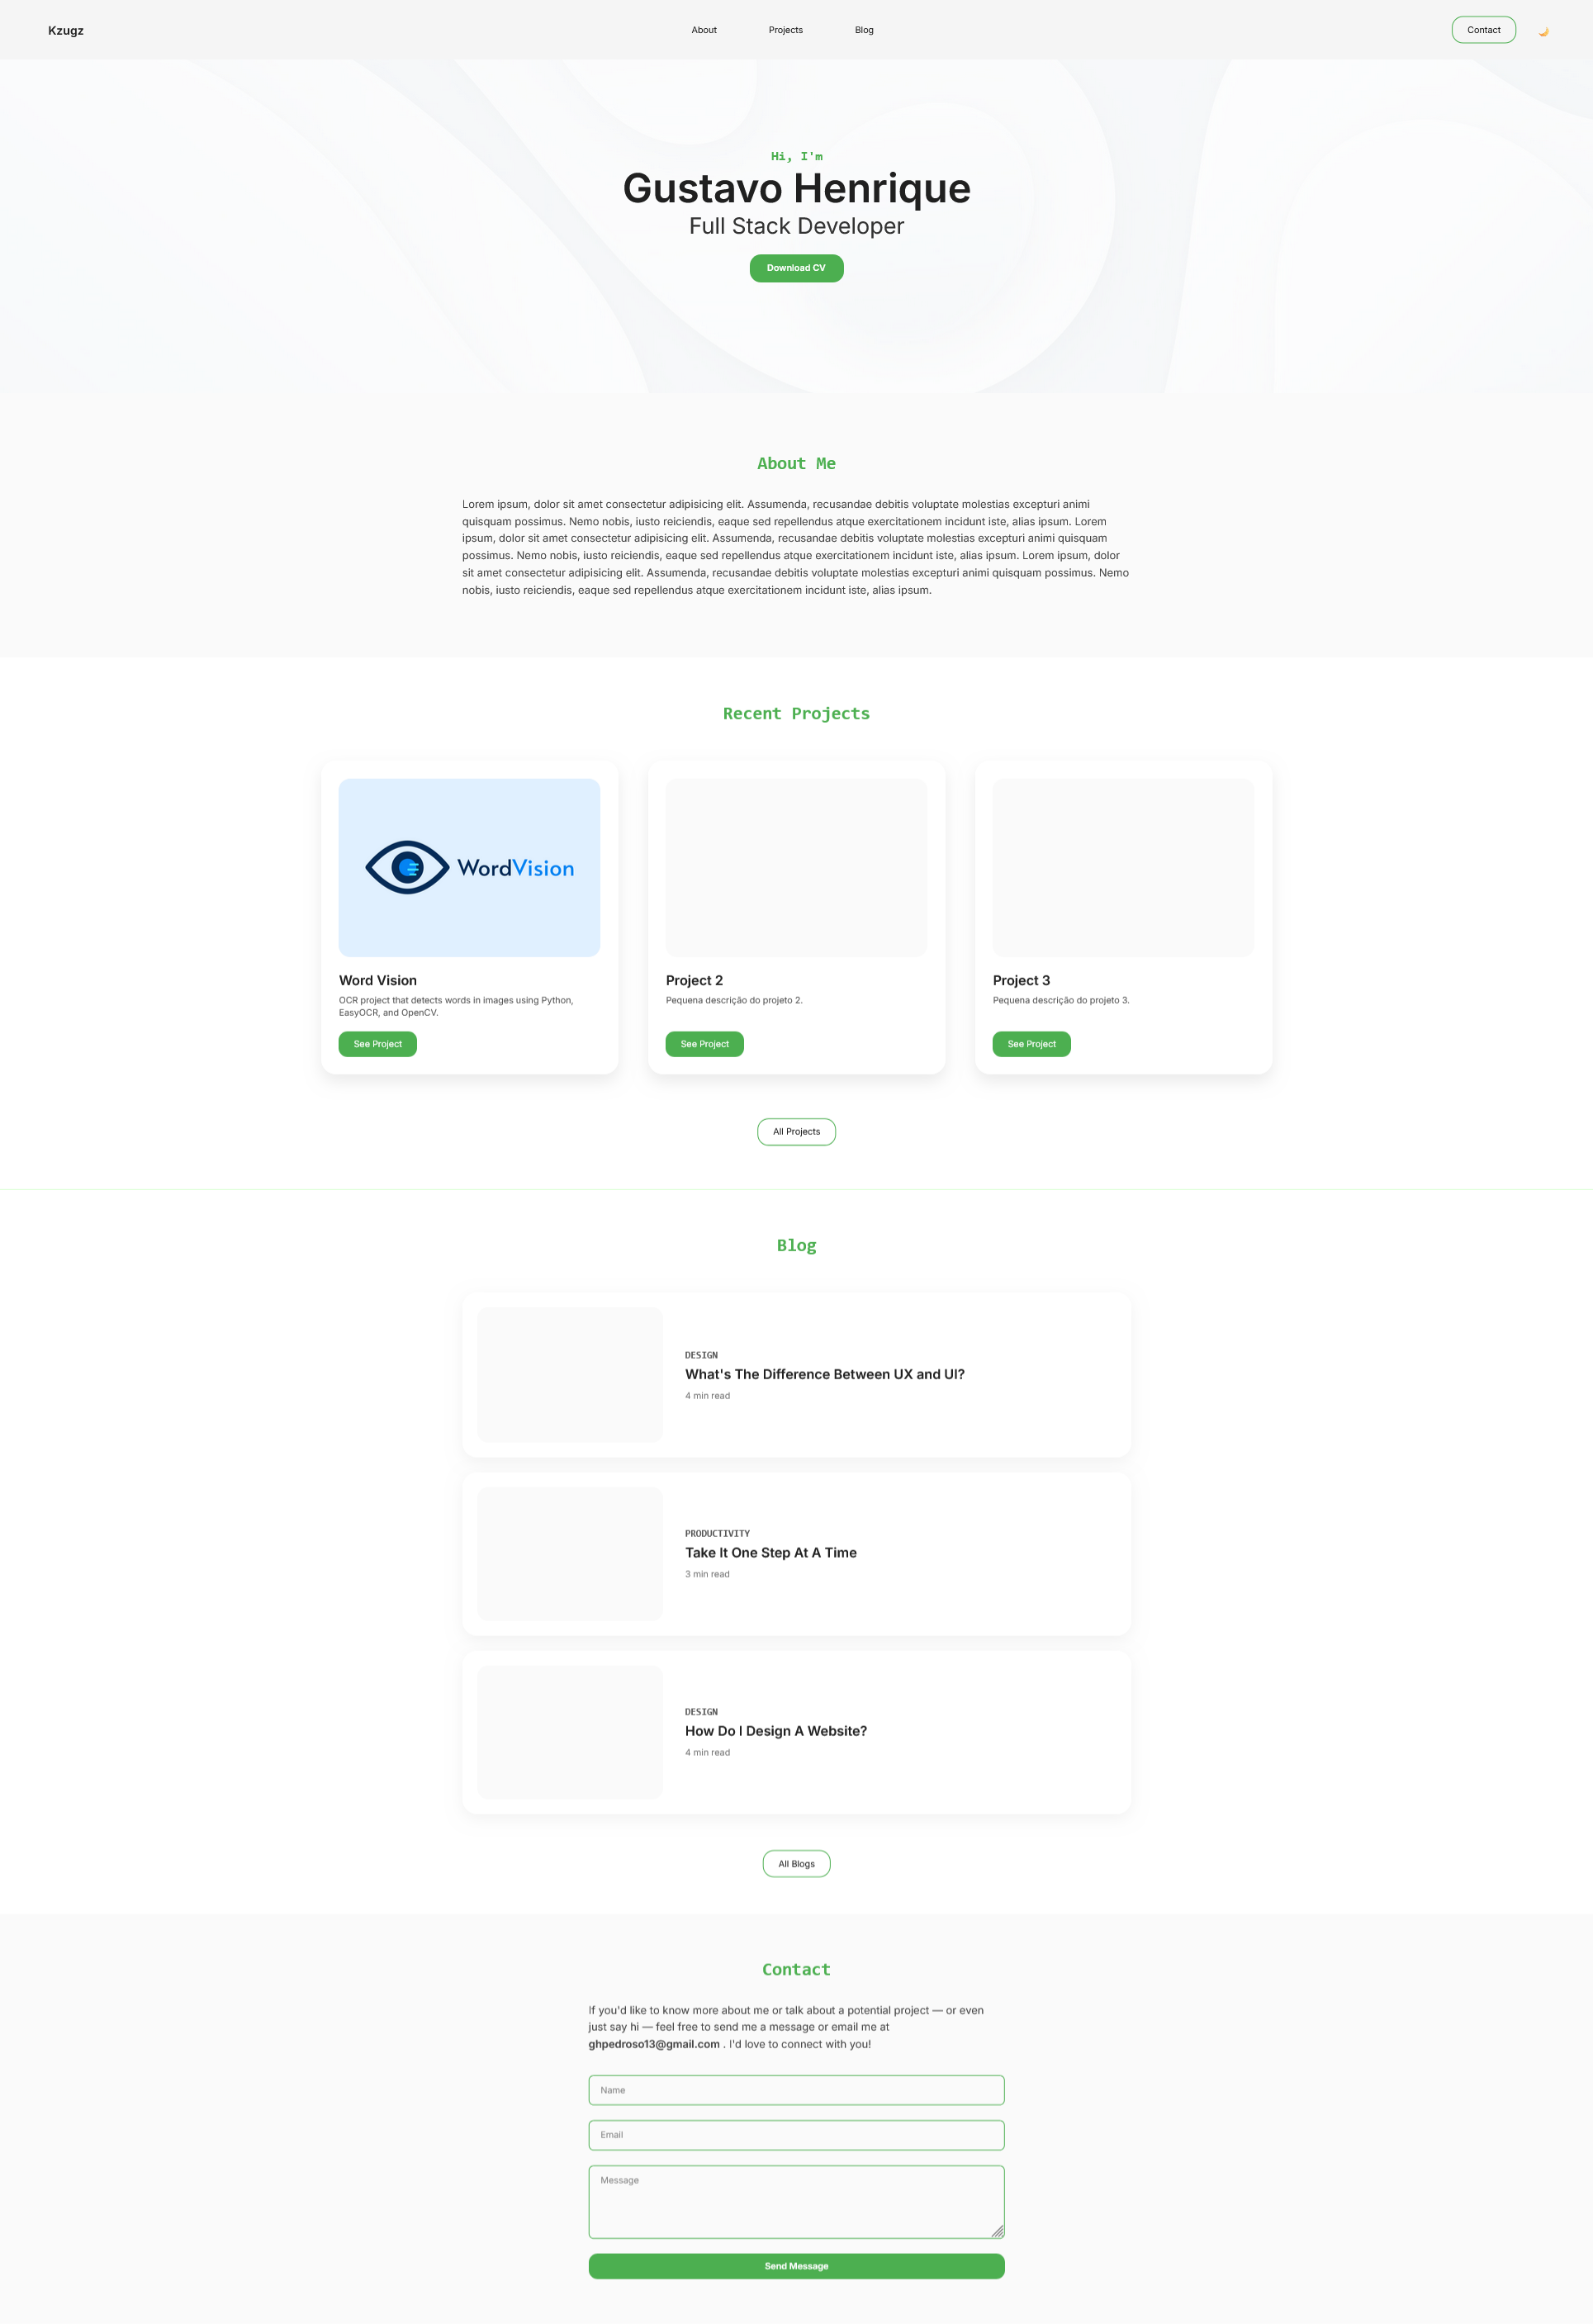 Kzugz
About
Projects
Blog
Contact
Hi, I'm
Gustavo Henrique
Full Stack Developer
Download CV
About Me
Lorem ipsum, dolor sit amet consectetur adipisicing elit. Assumenda, recusandae debitis voluptate molestias excepturi animi
quisquam possimus. Nemo nobis, iusto reiciendis, eaque sed repellendus atque exercitationem incidunt iste, alias ipsum. Lorem
ipsum, dolor sit amet consectetur adipisicing elit. Assumenda, recusandae debitis voluptate molestias excepturi animi quisquam
possimus. Nemo nobis, iusto reiciendis, eaque sed repellendus atque exercitationem incidunt iste, alias ipsum. Lorem ipsum, dolor
sit amet consectetur adipisicing elit. Assumenda, recusandae debitis voluptate molestias excepturi animi quisquam possimus. Nemo
nobis, iusto reiciendis, eaque sed repellendus atque exercitationem incidunt iste, alias ipsum.
Recent Projects
WordVision
Word Vision
OCR project that detects words in images using Python,
EasyOCR, and OpenCV.
See Project
Project 2
Pequena descrição do projeto 2.
See Project
Project 3
Pequena descrição do projeto 3.
See Project
All Projects
Blog
DESIGN
What's The Difference Between UX and UI?
4 min read
PRODUCTIVITY
Take It One Step At A Time
3 min read
DESIGN
How Do I Design A Website?
4 min read
All Blogs
Contact
If you'd like to know more about me or talk about a potential project — or even
just say hi — feel free to send me a message or email me at
ghpedroso13@gmail.com . I'd love to connect with you!
Name
Email
Message
Send Message